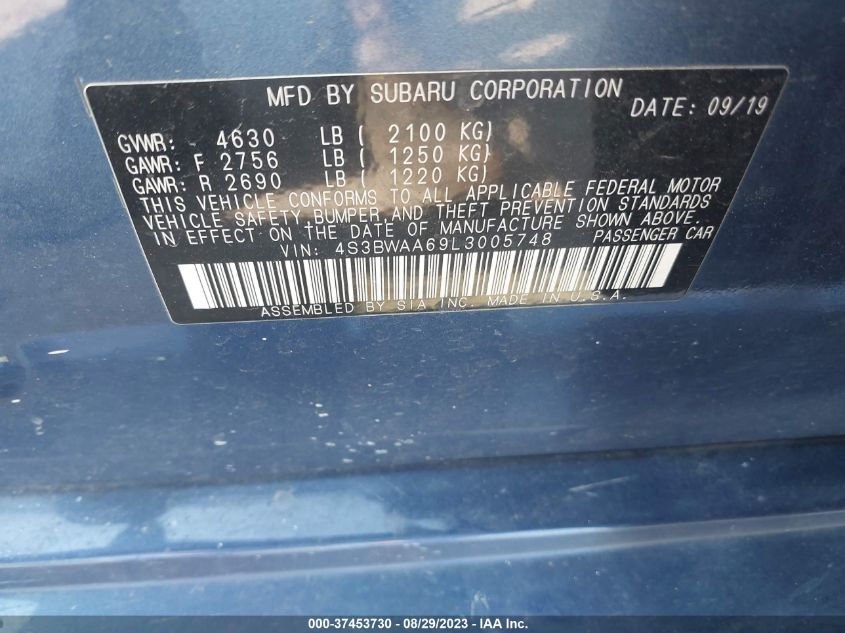 MFD BY SUBARU CORPORATION DATE: 09/19
GVWR: 4630 LB ( 2100 KG)
GAWR: F 2756 LB ( 1250 KG)
GAWR: R 2690 LB ( 1220 KG)
THIS VEHICLE CONFORMS TO ALL APPLICABLE FEDERAL MOTOR
VEHICLE SAFETY,BUMPER AND THEFT PREVENTION STANDARDS
IN EFFECT ON THE DATE OF MANUFACTURE SHOWN ABOVE.
VIN: 4S3BWAA69L3005748 PASSENGER CAR
ASSEMBLED BY SIA INC. MADE IN U.S.A.
000-37453730 - 08/29/2023 - IAA Inc.